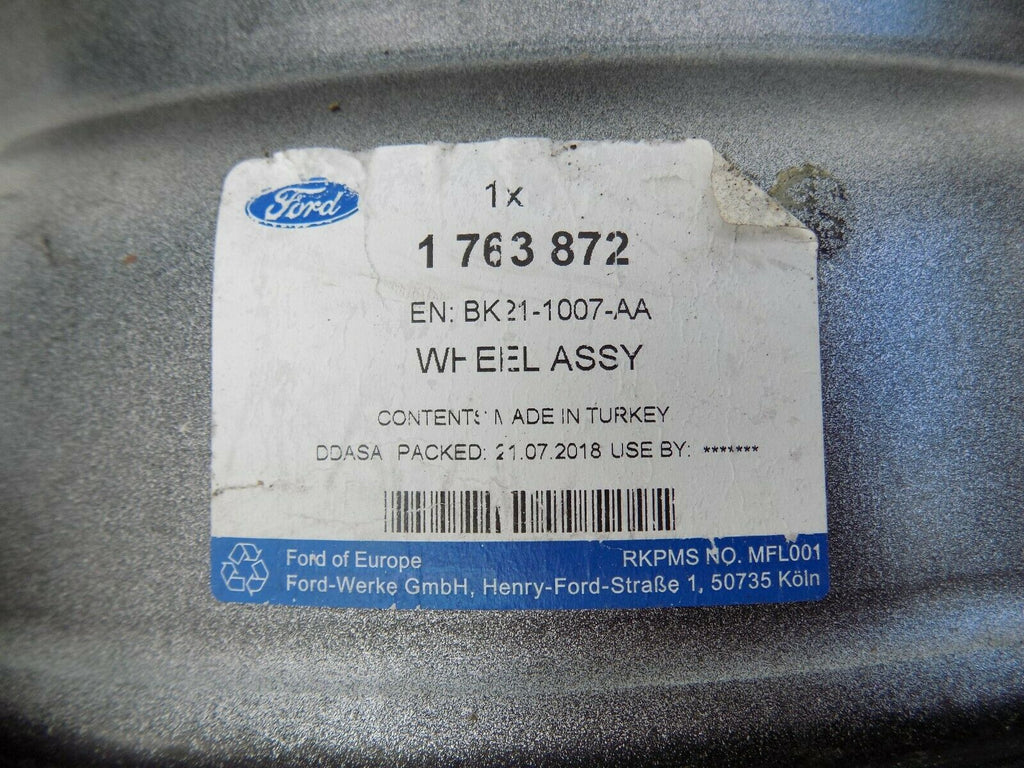 Ford
1x
1 763 872
EN: BK21-1007-AA
WHEEL ASSY
CONTENTS MADE IN TURKEY
DDASA PACKED: 21.07.2018 USE BY: *******
Ford of Europe RKPMS NO. MFL001
Ford-Werke GmbH, Henry-Ford-Straße 1, 50735 Köln